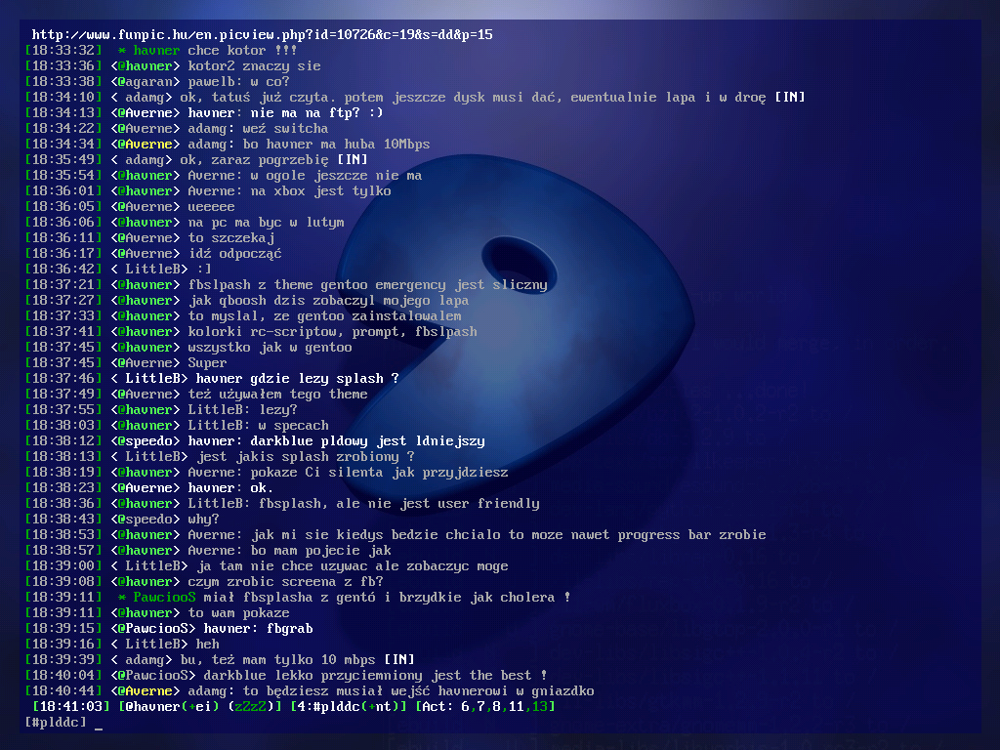 http://www.funpic.hu/en.picview.php?id=10726&c=19&s=dd&p=15
[18:33:32]  * havner chce kotor !!!
[18:33:36] <@havner> kotor2 znaczy sie
[18:33:38] <@agaran> pawelb: w co?
[18:34:10] < adamg> ok, tatuś już czyta. potem jeszcze dysk musi dać, ewentualnie lapa i w droę [IN]
[18:34:13] <@Averne> havner: nie ma na ftp? :)
[18:34:22] <@Averne> adamg: weź switcha
[18:34:34] <@Averne> adamg: bo havner ma huba 10Mbps
[18:35:49] < adamg> ok, zaraz pogrzebię [IN]
[18:35:54] <@havner> Averne: w ogole jeszcze nie ma
[18:36:01] <@havner> Averne: na xbox jest tylko
[18:36:05] <@Averne> ueeeee
[18:36:06] <@havner> na pc ma byc w lutym
[18:36:11] <@Averne> to szczekaj
[18:36:17] <@Averne> idź odpocząć
[18:36:42] < LittleB> :]
[18:37:21] <@havner> fbslpash z theme gentoo emergency jest sliczny
[18:37:27] <@havner> jak qboosh dzis zobaczyl mojego lapa
[18:37:33] <@havner> to myslal, ze gentoo zainstalowalem
[18:37:41] <@havner> kolorki rc-scriptow, prompt, fbslpash
[18:37:45] <@havner> wszystko jak w gentoo
[18:37:45] <@Averne> Super
[18:37:46] < LittleB> havner gdzie lezy splash ?
[18:37:49] <@Averne> też używałem tego theme
[18:37:55] <@havner> LittleB: lezy?
[18:38:03] <@havner> LittleB: w specach
[18:38:12] <@speedo> havner: darkblue pldowy jest ldniejszy
[18:38:13] < LittleB> jest jakis splash zrobiony ?
[18:38:19] <@havner> Averne: pokaze Ci silenta jak przyjdziesz
[18:38:23] <@Averne> havner: ok.
[18:38:36] <@havner> LittleB: fbsplash, ale nie jest user friendly
[18:38:43] <@speedo> why?
[18:38:53] <@havner> Averne: jak mi sie kiedys bedzie chcialo to moze nawet progress bar zrobie
[18:38:57] <@havner> Averne: bo mam pojecie jak
[18:39:00] < LittleB> ja tam nie chce uzywac ale zobaczyc moge
[18:39:08] <@havner> czym zrobic screena z fb?
[18:39:11]  * PawciooS miał fbsplasha z gentó i brzydkie jak cholera !
[18:39:11] <@havner> to wam pokaze
[18:39:15] <@PawciooS> havner: fbgrab
[18:39:16] < LittleB> heh
[18:39:39] < adamg> bu, też mam tylko 10 mbps [IN]
[18:40:04] <@PawciooS> darkblue lekko przyciemniony jest the best !
[18:40:44] <@Averne> adamg: to będziesz musiał wejść havnerowi w gniazdko
[18:41:03] [@havner(+ei) (zZzZ)] [4:#plddc(+nt)] [Act: 6,7,8,11,13]
[#plddc] _